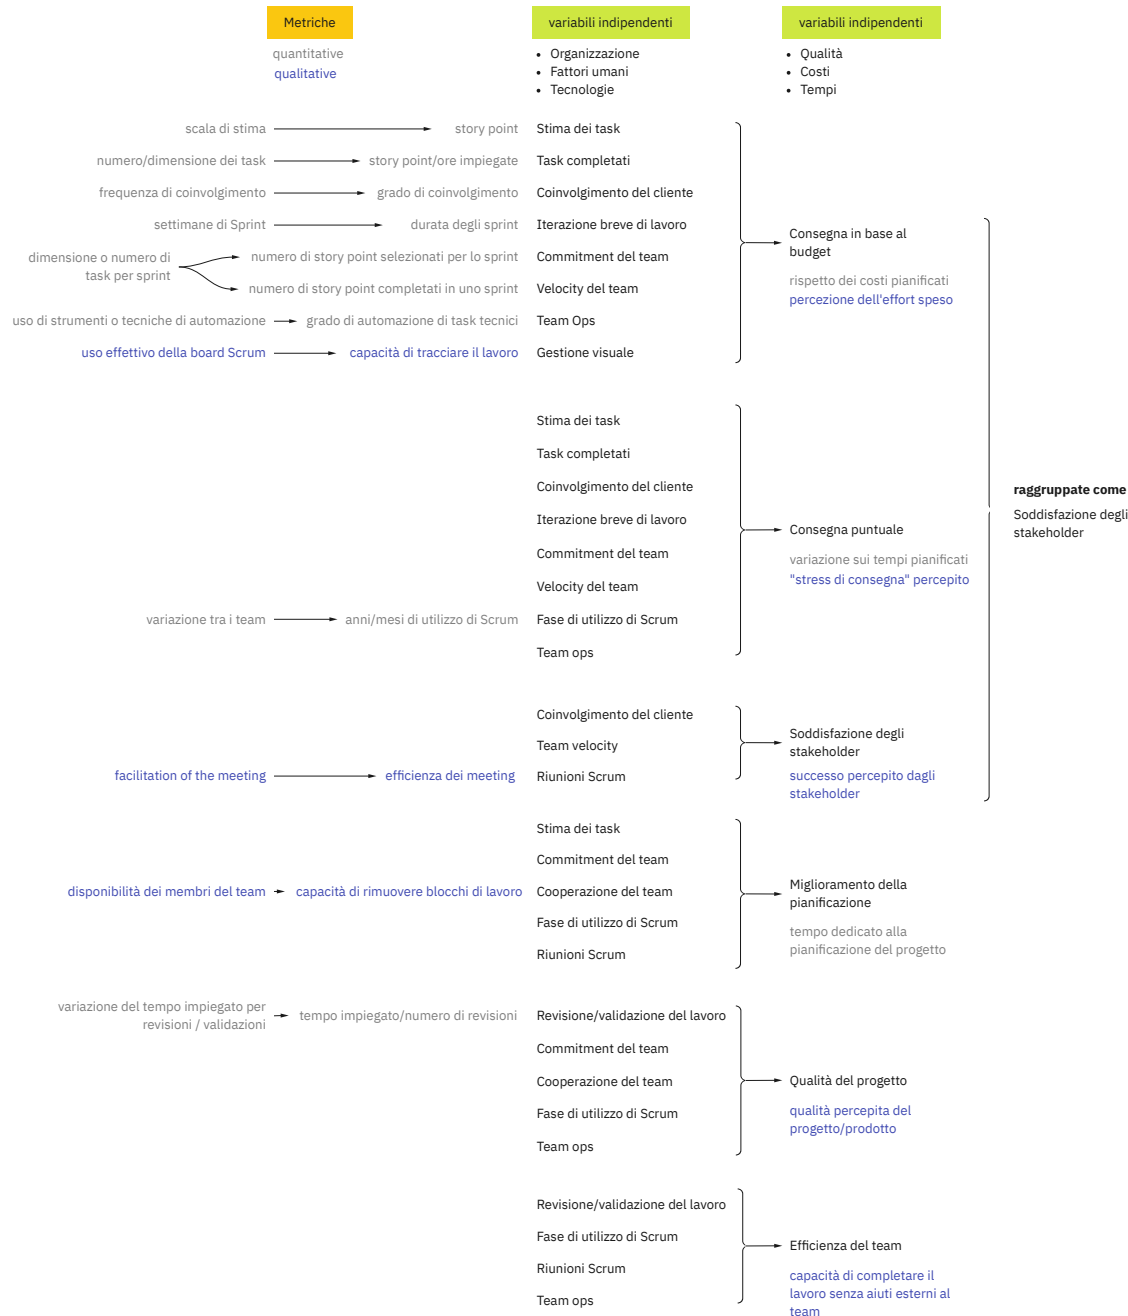 Metriche
variabili indipendenti
variabili indipendenti
quantitative
qualitative
• Organizzazione
• Fattori umani
• Tecnologie
• Qualità
• Costi
• Tempi
scala di stima
story point
Stima dei task
numero/dimensione dei task
story point/ore impiegate
Task completati
frequenza di coinvolgimento
grado di coinvolgimento
Coinvolgimento del cliente
settimane di Sprint
durata degli sprint
Iterazione breve di lavoro
dimensione o numero di
task per sprint
numero di story point selezionati per lo sprint
Commitment del team
numero di story point completati in uno sprint
Velocity del team
uso di strumenti o tecniche di automazione
grado di automazione di task tecnici
Team Ops
uso effettivo della board Scrum
capacità di tracciare il lavoro
Gestione visuale
Consegna in base al
budget
rispetto dei costi pianificati
percezione dell'effort speso
Stima dei task
Task completati
Coinvolgimento del cliente
Iterazione breve di lavoro
Commitment del team
Velocity del team
variazione tra i team
anni/mesi di utilizzo di Scrum
Fase di utilizzo di Scrum
Team ops
Consegna puntuale
variazione sui tempi pianificati
"stress di consegna" percepito
raggruppate come
Soddisfazione degli
stakeholder
Coinvolgimento del cliente
Team velocity
facilitation of the meeting
efficienza dei meeting
Riunioni Scrum
Soddisfazione degli
stakeholder
successo percepito dagli
stakeholder
Stima dei task
Commitment del team
disponibilità dei membri del team
capacità di rimuovere blocchi di lavoro
Cooperazione del team
Fase di utilizzo di Scrum
Riunioni Scrum
Miglioramento della
pianificazione
tempo dedicato alla
pianificazione del progetto
variazione del tempo impiegato per
revisioni / validazioni
tempo impiegato/numero di revisioni
Revisione/validazione del lavoro
Commitment del team
Cooperazione del team
Fase di utilizzo di Scrum
Team ops
Qualità del progetto
qualità percepita del
progetto/prodotto
Revisione/validazione del lavoro
Fase di utilizzo di Scrum
Riunioni Scrum
Team ops
Efficienza del team
capacità di completare il
lavoro senza aiuti esterni al
team